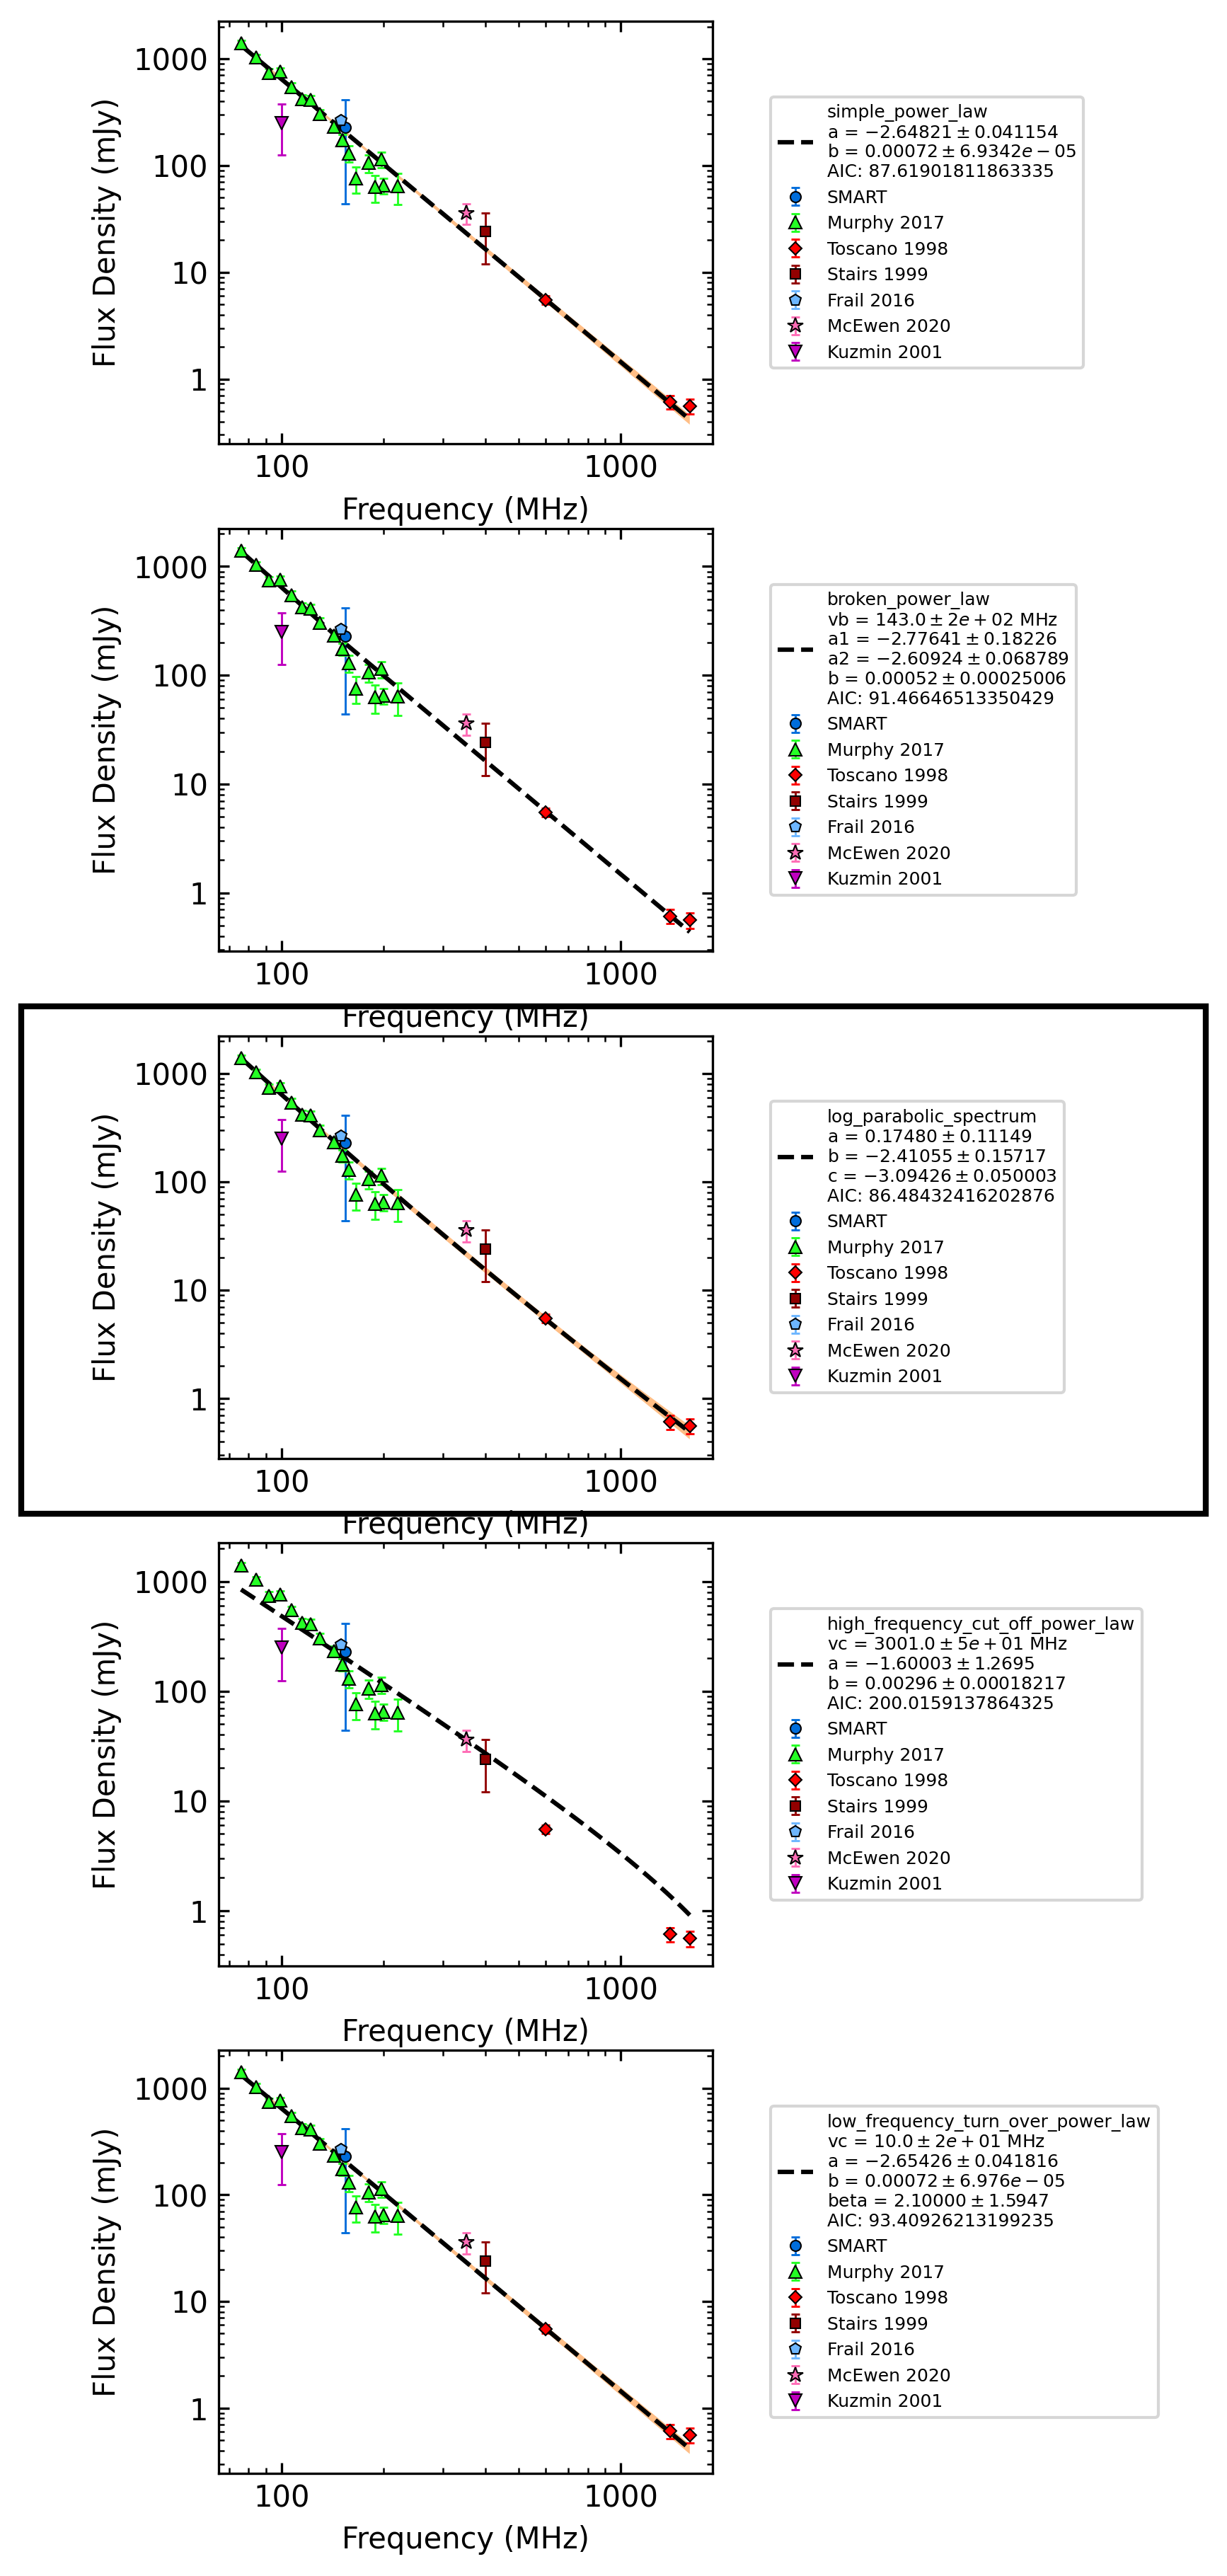 1000
100
10
1
Flux Density (mJy)
100 1000
Frequency (MHz)
simple_power_law
a = −2.64821 ± 0.041154
b = 0.00072 ± 6.9342e − 05
AIC: 87.61901811863335
SMART
Murphy 2017
Toscano 1998
Stairs 1999
Frail 2016
McEwen 2020
Kuzmin 2001
1000
100
10
1
Flux Density (mJy)
100 1000
Frequency (MHz)
broken_power_law
vb = 143.0 ± 2e + 02 MHz
a1 = −2.77641 ± 0.18226
a2 = −2.60924 ± 0.068789
b = 0.00052 ± 0.00025006
AIC: 91.46646513350429
SMART
Murphy 2017
Toscano 1998
Stairs 1999
Frail 2016
McEwen 2020
Kuzmin 2001
1000
100
10
1
Flux Density (mJy)
100 1000
Frequency (MHz)
log_parabolic_spectrum
a = 0.17480 ± 0.11149
b = −2.41055 ± 0.15717
c = −3.09426 ± 0.050003
AIC: 86.48432416202876
SMART
Murphy 2017
Toscano 1998
Stairs 1999
Frail 2016
McEwen 2020
Kuzmin 2001
1000
100
10
1
Flux Density (mJy)
100 1000
Frequency (MHz)
high_frequency_cut_off_power_law
vc = 3001.0 ± 5e + 01 MHz
a = −1.60003 ± 1.2695
b = 0.00296 ± 0.00018217
AIC: 200.0159137864325
SMART
Murphy 2017
Toscano 1998
Stairs 1999
Frail 2016
McEwen 2020
Kuzmin 2001
1000
100
10
1
Flux Density (mJy)
100 1000
Frequency (MHz)
low_frequency_turn_over_power_law
vc = 10.0 ± 2e + 01 MHz
a = −2.65426 ± 0.041816
b = 0.00072 ± 6.976e − 05
beta = 2.10000 ± 1.5947
AIC: 93.40926213199235
SMART
Murphy 2017
Toscano 1998
Stairs 1999
Frail 2016
McEwen 2020
Kuzmin 2001